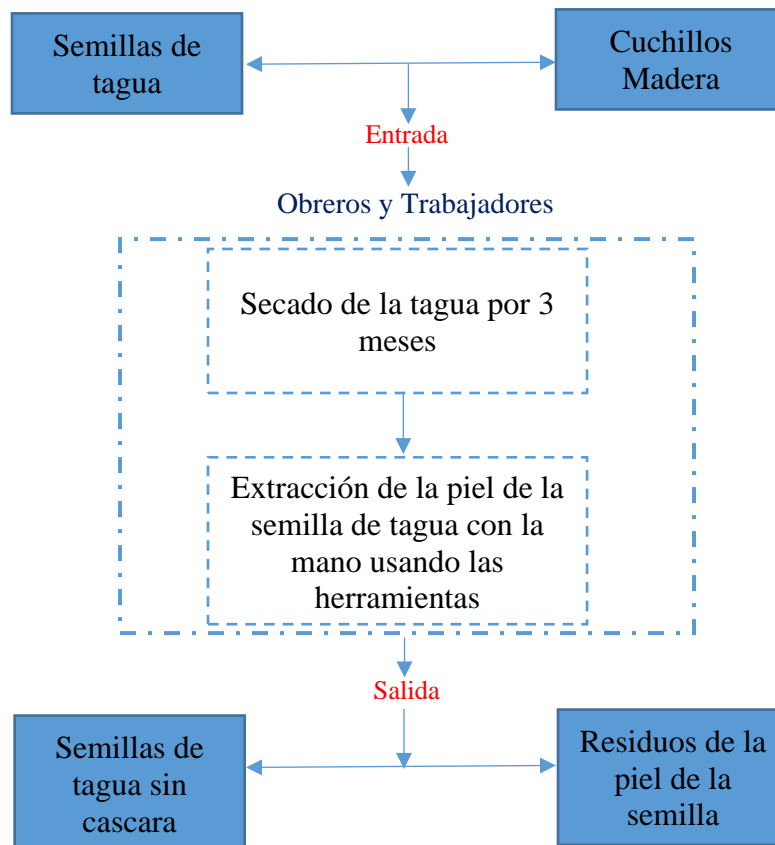 Semillas de
tagua
Cuchillos
Madera
Entrada
Obreros y Trabajadores
Secado de la tagua por 3
meses
Extracción de la piel de la
semilla de tagua con la
mano usando las
herramientas
Salida
Semillas de
tagua sin
cascara
Residuos de la
piel de la
semilla